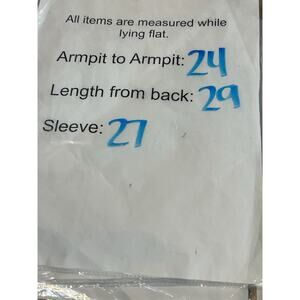 All items are measured while
lying flat.
Armpit to Armpit: 24
Length from back: 29
Sleeve: 27